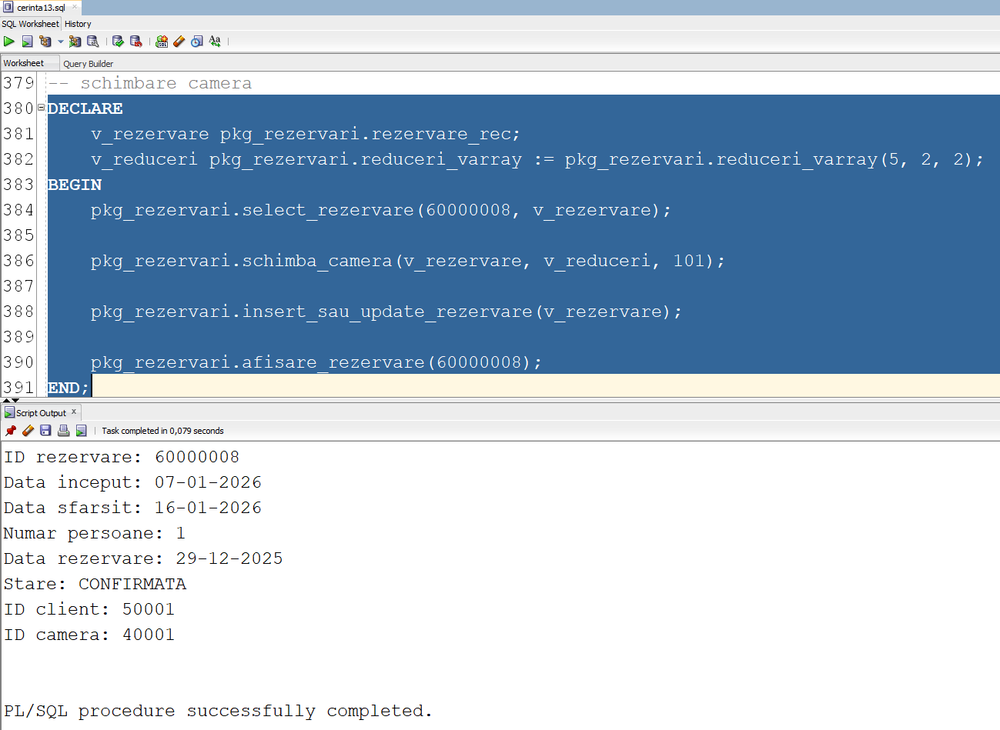 cerinta13.sql ×
SQL Worksheet History
Worksheet Query Builder
379 -- schimbare camera
380 DECLARE
381     v_rezervare pkg_rezervari.rezervare_rec;
382     v_reduceri pkg_rezervari.reduceri_varray := pkg_rezervari.reduceri_varray(5, 2, 2);
383 BEGIN
384     pkg_rezervari.select_rezervare(60000008, v_rezervare);
385
386     pkg_rezervari.schimba_camera(v_rezervare, v_reduceri, 101);
387
388     pkg_rezervari.insert_sau_update_rezervare(v_rezervare);
389
390     pkg_rezervari.afisare_rezervare(60000008);
391 END;
Script Output ×
Task completed in 0,079 seconds
ID rezervare: 60000008
Data inceput: 07-01-2026
Data sfarsit: 16-01-2026
Numar persoane: 1
Data rezervare: 29-12-2025
Stare: CONFIRMATA
ID client: 50001
ID camera: 40001
PL/SQL procedure successfully completed.